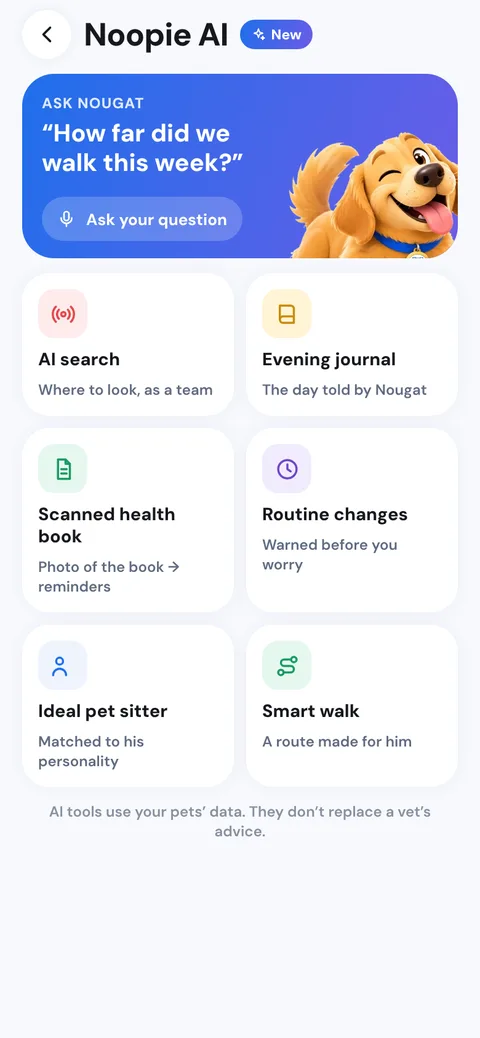 Noopie AI
New
ASK NOUGAT
“How far did we
walk this week?”
Ask your question
AI search
Where to look, as a team
Evening journal
The day told by Nougat
Scanned health
book
Photo of the book →
reminders
Routine changes
Warned before you
worry
Ideal pet sitter
Matched to his
personality
Smart walk
A route made for him
AI tools use your pets’ data. They don’t replace a vet’s
advice.